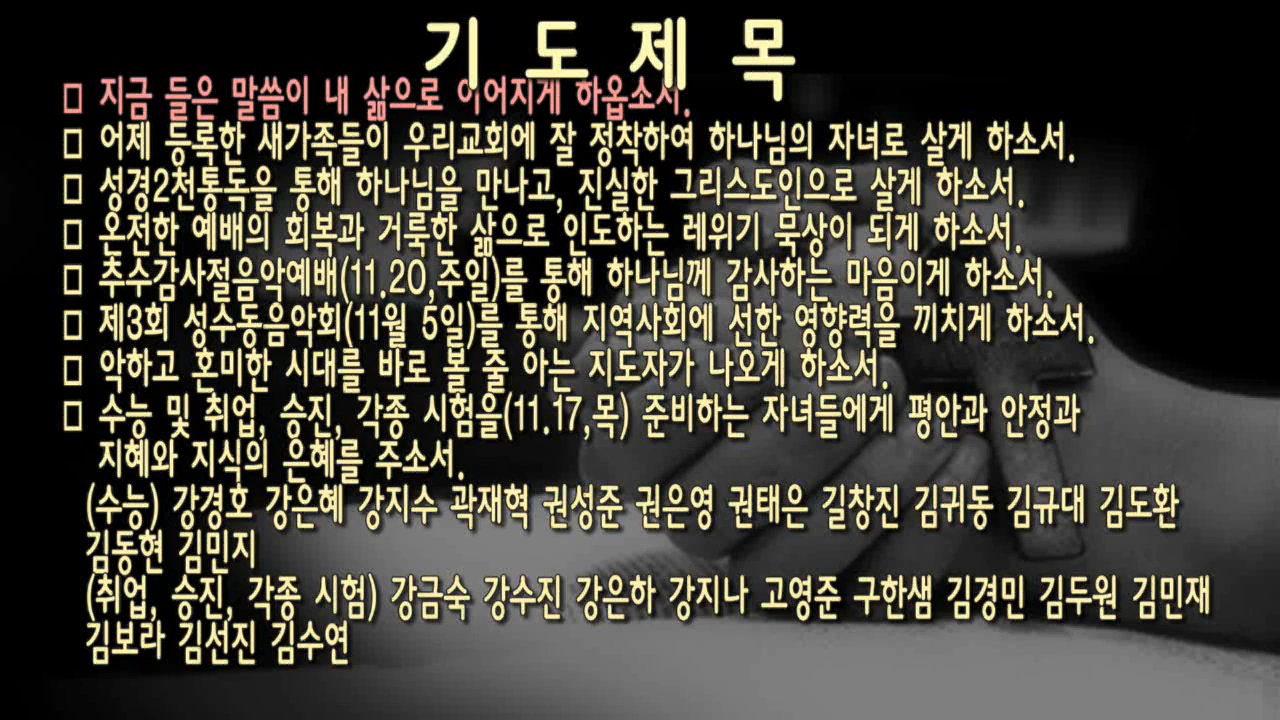 기 도 제 목
□ 지금 들은 말씀이 내 삶으로 이어지게 하옵소서.
□ 어제 등록한 새가족들이 우리교회에 잘 정착하여 하나님의 자녀로 살게 하소서.
□ 성경2천통독을 통해 하나님을 만나고, 진실한 그리스도인으로 살게 하소서.
□ 온전한 예배의 회복과 거룩한 삶으로 인도하는 레위기 묵상이 되게 하소서.
□ 추수감사절음악예배(11.20,주일)를 통해 하나님께 감사하는 마음이게 하소서.
□ 제3회 성수동음악회(11월 5일)를 통해 지역사회에 선한 영향력을 끼치게 하소서.
□ 악하고 혼미한 시대를 바로 볼 줄 아는 지도자가 나오게 하소서.
□ 수능 및 취업, 승진, 각종 시험을(11.17,목) 준비하는 자녀들에게 평안과 안정과
지혜와 지식의 은혜를 주소서.
(수능) 강경호 강은혜 강지수 곽재혁 권성준 권은영 권태은 길창진 김귀동 김규대 김도환
김동현 김민지
(취업, 승진, 각종 시험) 강금숙 강수진 강은하 강지나 고영준 구한샘 김경민 김두원 김민재
김보라 김선진 김수연